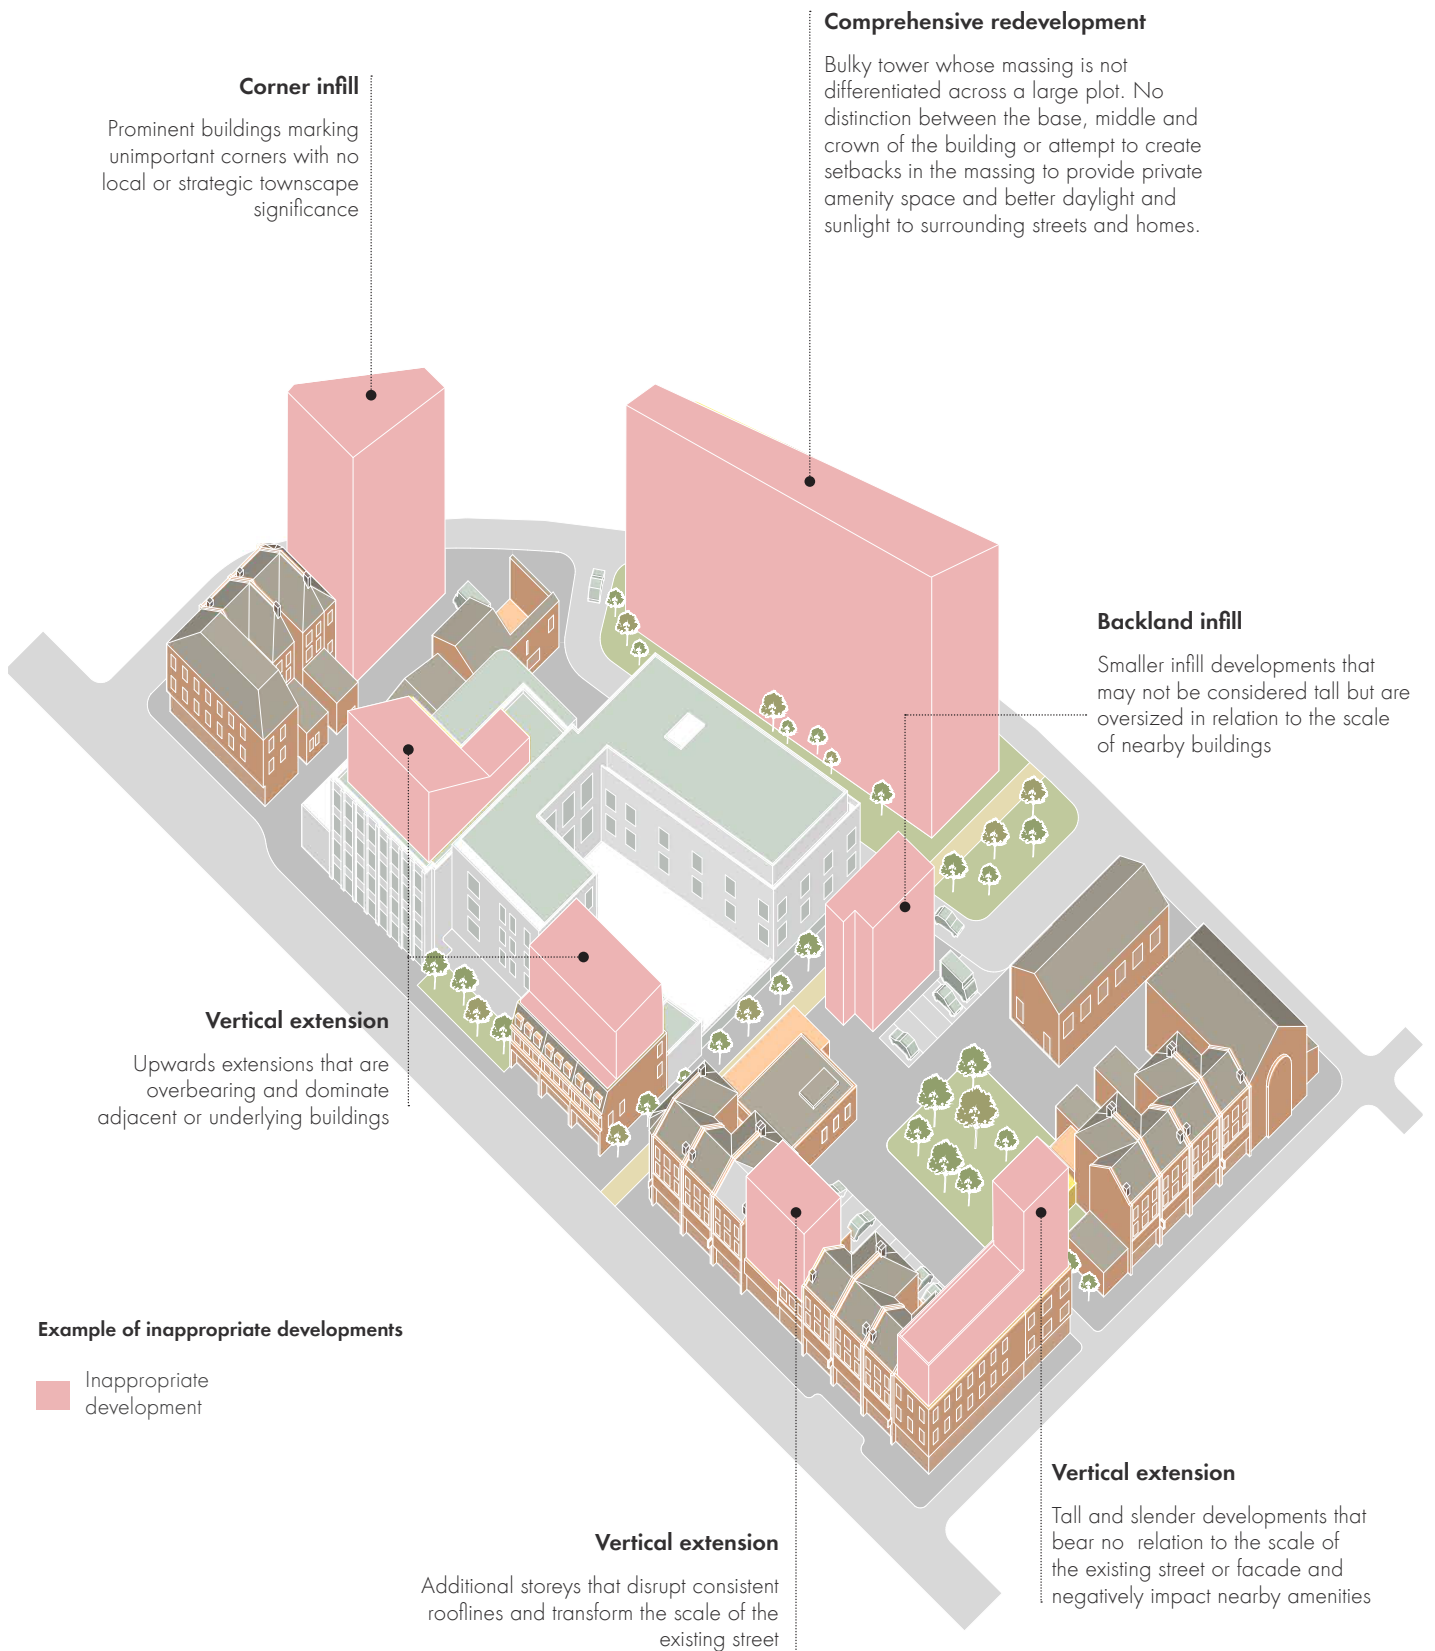 Comprehensive redevelopment
Bulky tower whose massing is not
differentiated across a large plot. No
distinction between the base, middle and
crown of the building or attempt to create
setbacks in the massing to provide private
amenity space and better daylight and
sunlight to surrounding streets and homes.
Corner infill
Prominent buildings marking
unimportant corners with no
local or strategic townscape
significance
Backland infill
Smaller infill developments that
may not be considered tall but are
oversized in relation to the scale
of nearby buildings
Vertical extension
Upwards extensions that are
overbearing and dominate
adjacent or underlying buildings
Example of inappropriate developments
Inappropriate
development
Vertical extension
Tall and slender developments that
bear no relation to the scale of
the existing street or facade and
negatively impact nearby amenities
Vertical extension
Additional storeys that disrupt consistent
rooflines and transform the scale of the
existing street